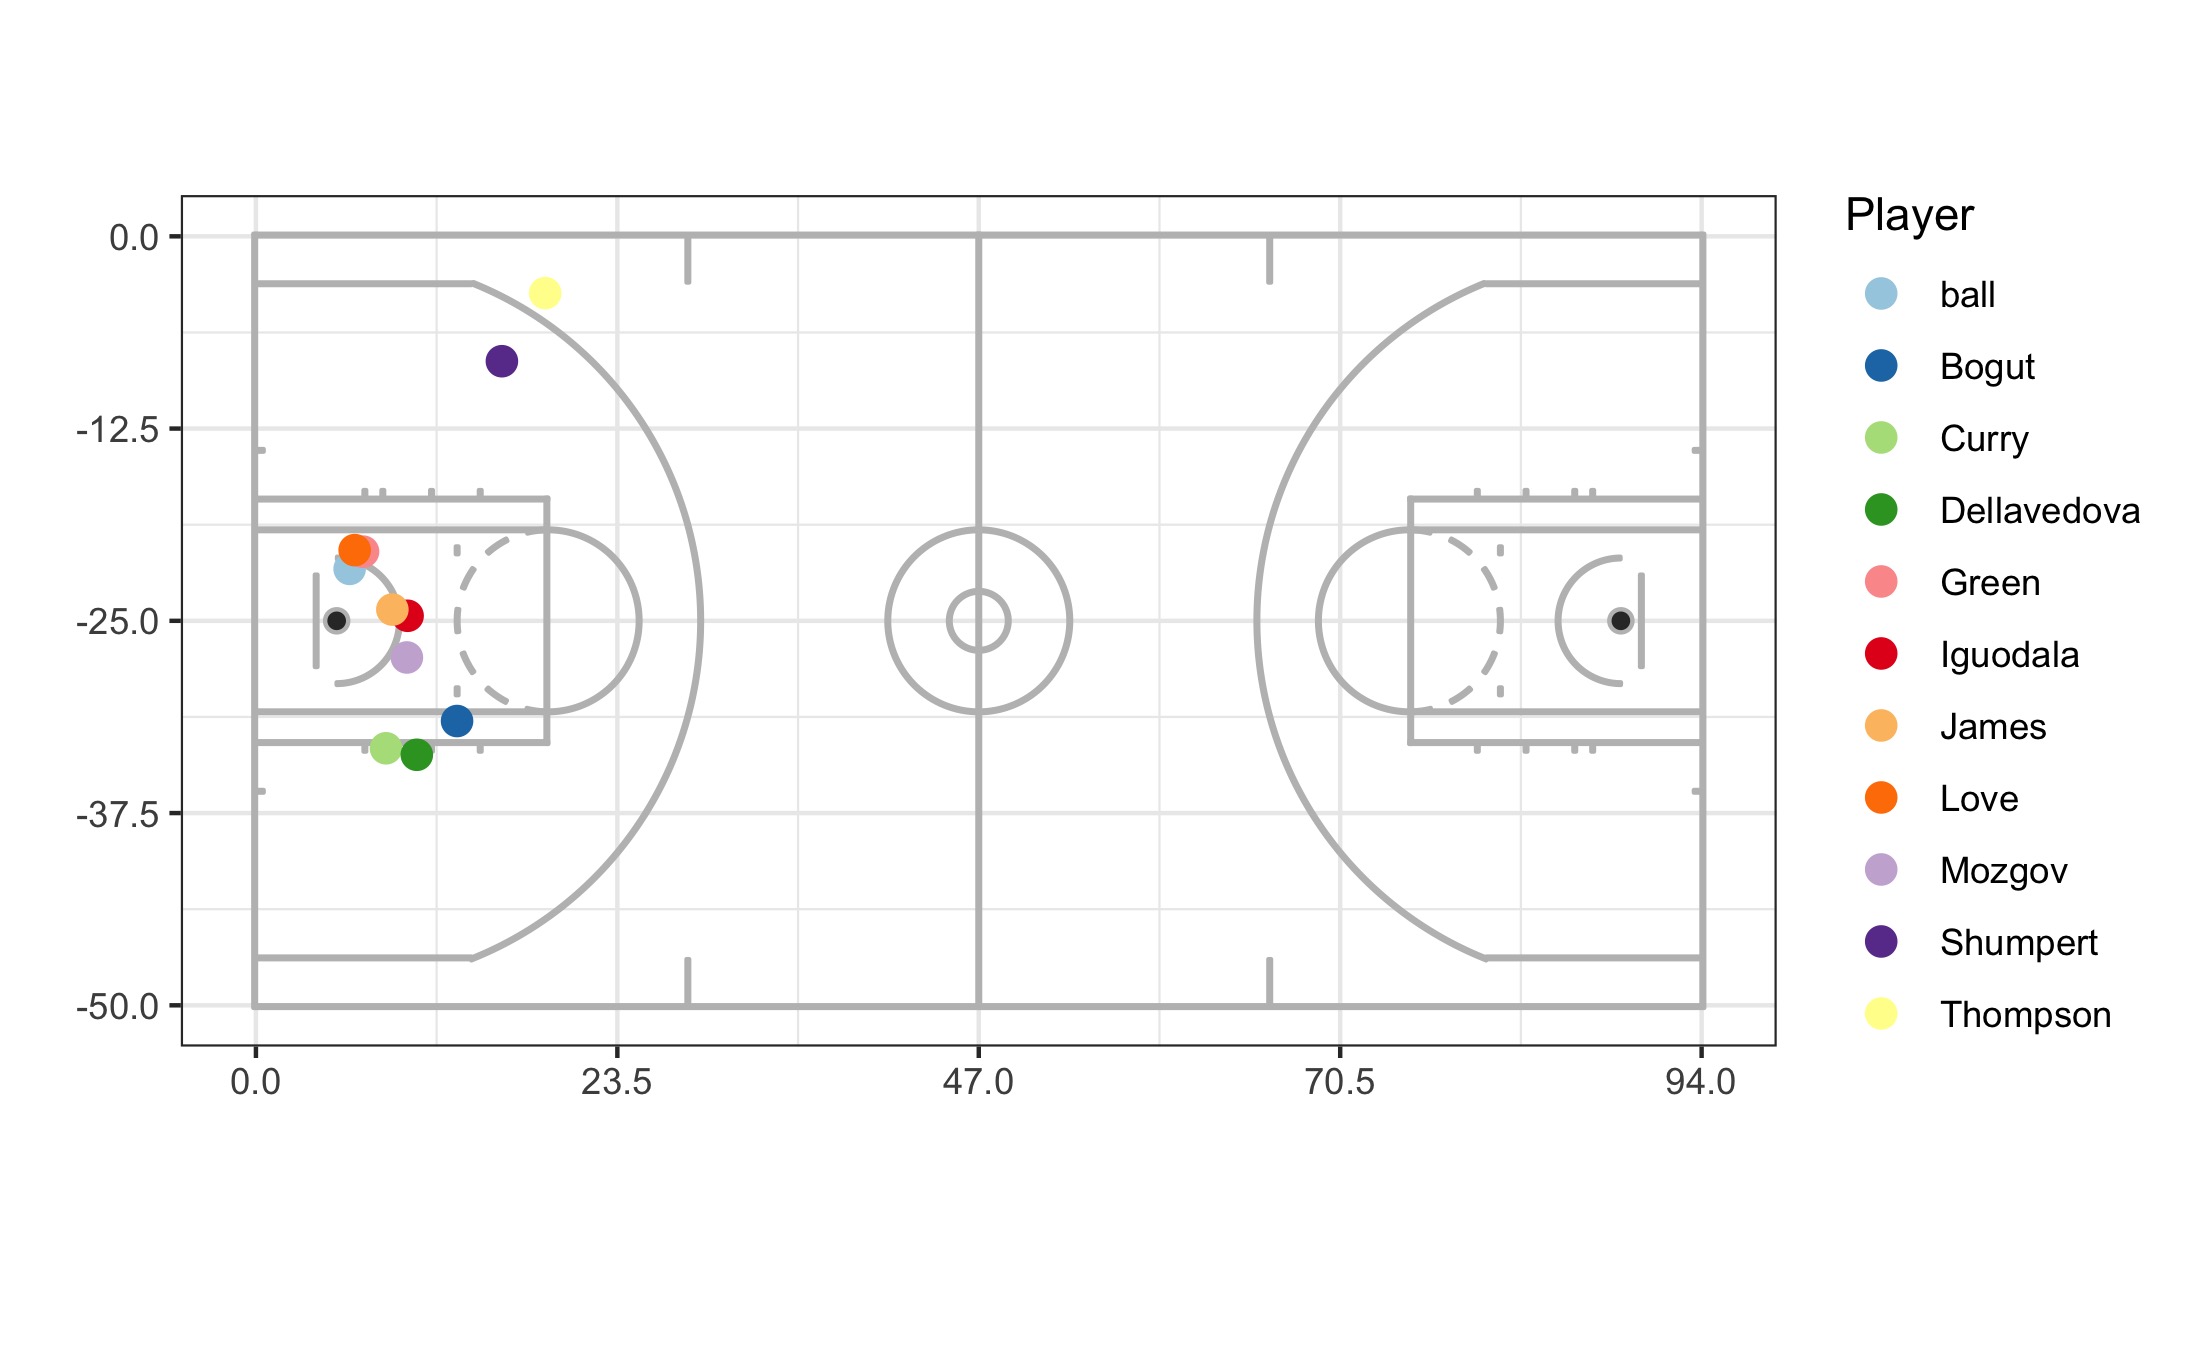 0.0
-12.5
-25.0
-37.5
-50.0
0.0
23.5
47.0
70.5
94.0
Player
ball
Bogut
Curry
Dellavedova
Green
Iguodala
James
Love
Mozgov
Shumpert
Thompson